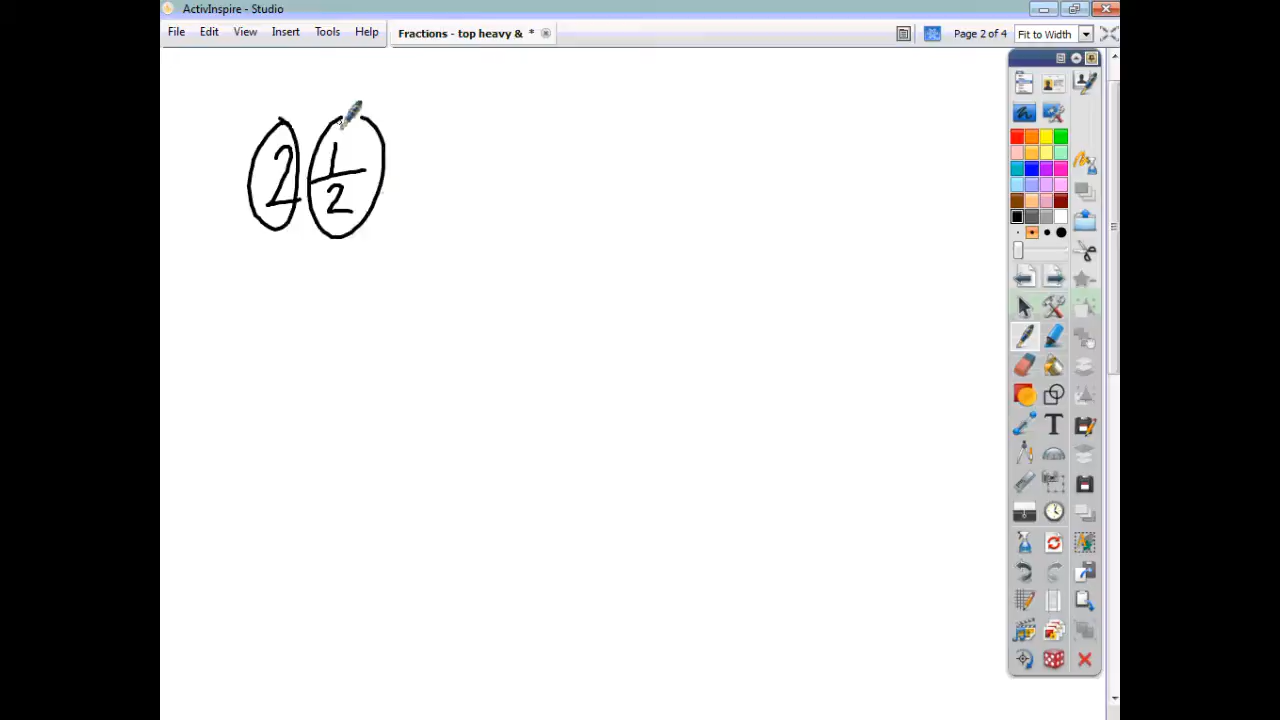 ActivInspire - Studio
File Edit View Insert Tools Help
Fractions - top heavy & *
Page 2 of 4
Fit to Width
2 1/2
T